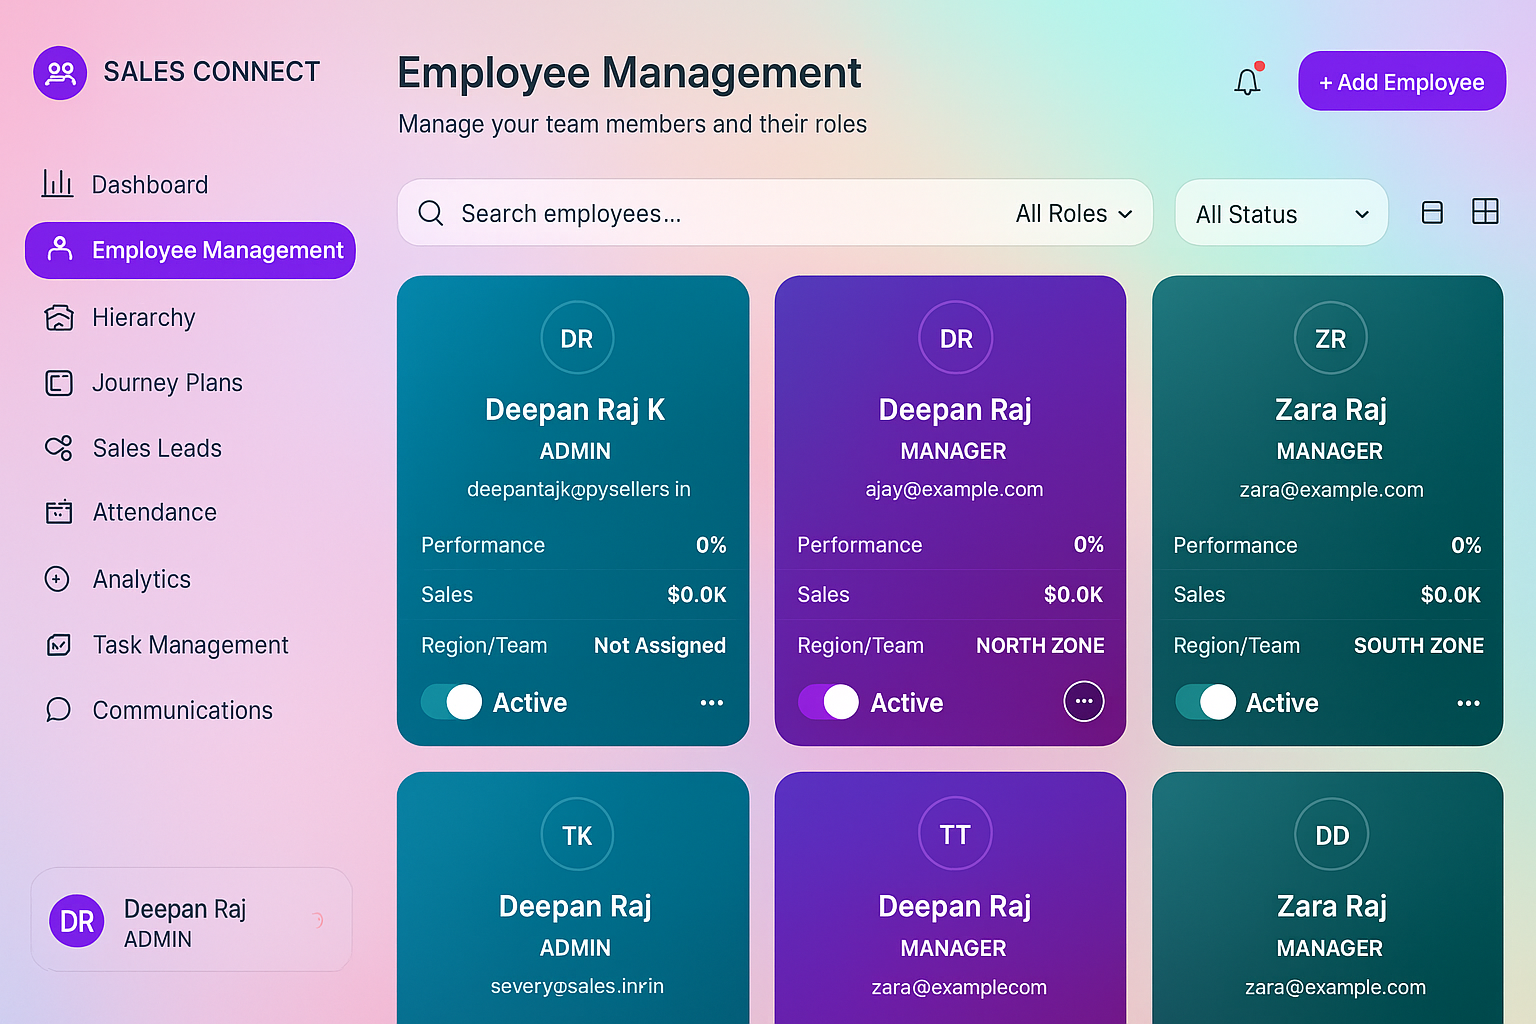 SALES CONNECT
Dashboard
Employee Management
Hierarchy
Journey Plans
Sales Leads
Attendance
Analytics
Task Management
Communications
DR
Deepan Raj
ADMIN
Employee Management
Manage your team members and their roles
+ Add Employee
Search employees...
All Roles
All Status
DR
Deepan Raj K
ADMIN
deepantajk@pysellers in
Performance 0%
Sales $0.0K
Region/Team Not Assigned
Active
DR
Deepan Raj
MANAGER
ajay@example.com
Performance 0%
Sales $0.0K
Region/Team NORTH ZONE
Active
ZR
Zara Raj
MANAGER
zara@example.com
Performance 0%
Sales $0.0K
Region/Team SOUTH ZONE
Active
TK
Deepan Raj
ADMIN
severy@sales.inrin
TT
Deepan Raj
MANAGER
zara@examplecom
DD
Zara Raj
MANAGER
zara@example.com